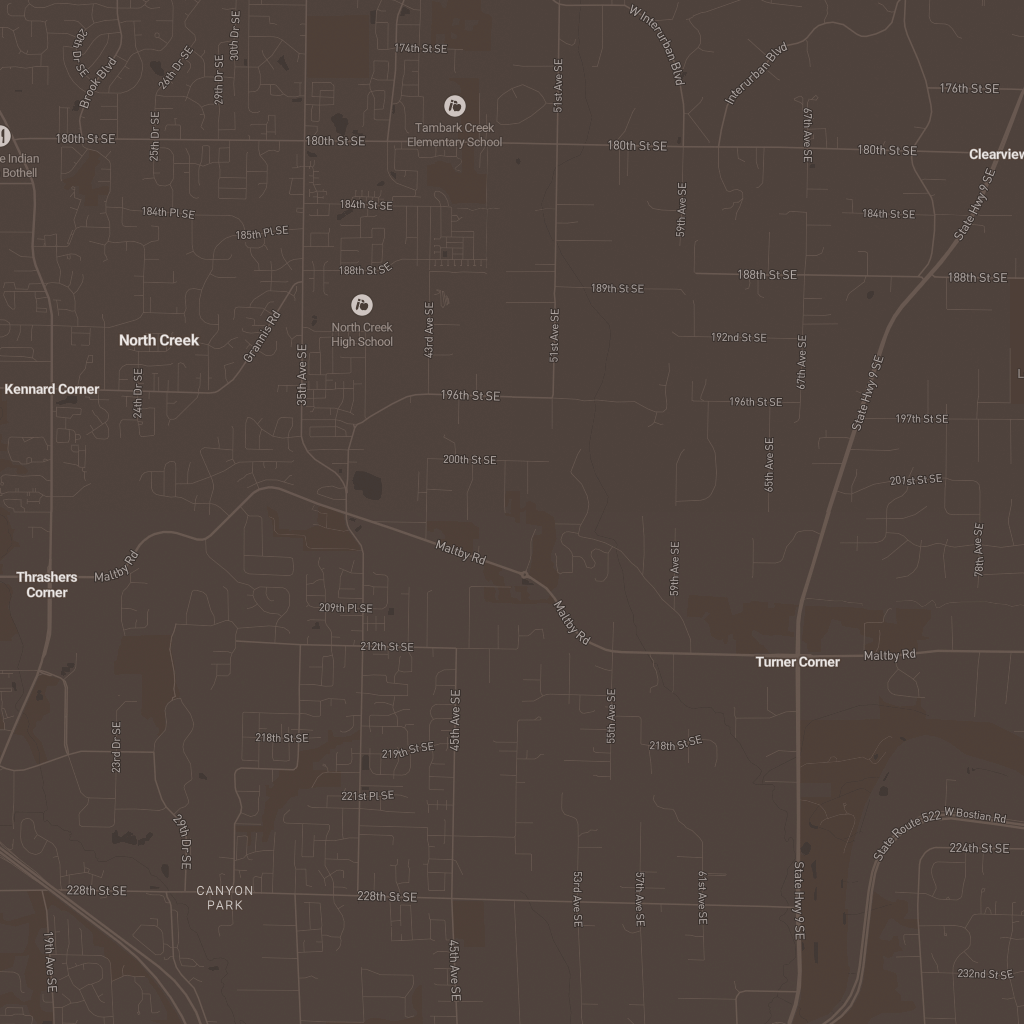 20th Dr SE
Brook Blvd
26th Dr SE
29th Dr SE
30th Dr SE
174th St SE
W Interurban Blvd
Interurban Blvd
51st Ave SE
176th St SE
Tambark Creek
Elementary School
67th Ave SE
180th St SE
25th Dr SE
180th St SE
180th St SE
180th St SE
Clearview
e Indian
Bothell
184th Pl SE
184th St SE
59th Ave SE
184th St SE
State Hwy 9 SE
185th Pl SE
188th St SE
188th St SE
188th St SE
189th St SE
North Creek
High School
43rd Ave SE
51st Ave SE
192nd St SE
67th Ave SE
North Creek
Grannis Rd
35th Ave SE
State Hwy 9 SE
L
Kennard Corner
24th Dr SE
196th St SE
196th St SE
197th St SE
200th St SE
65th Ave SE
201st St SE
Maltby Rd
Maltby Rd
59th Ave SE
78th Ave SE
Thrashers
Corner
209th Pl SE
Maltby Rd
212th St SE
Turner Corner
Maltby Rd
23rd Dr SE
218th St SE
219th St SE
45th Ave SE
55th Ave SE
218th St SE
221st Pl SE
29th Dr SE
State Route 522
W Bostian Rd
224th St SE
228th St SE
CANYON
PARK
228th St SE
53rd Ave SE
57th Ave SE
61st Ave SE
State Hwy 9 SE
19th Ave SE
45th Ave SE
232nd St SE